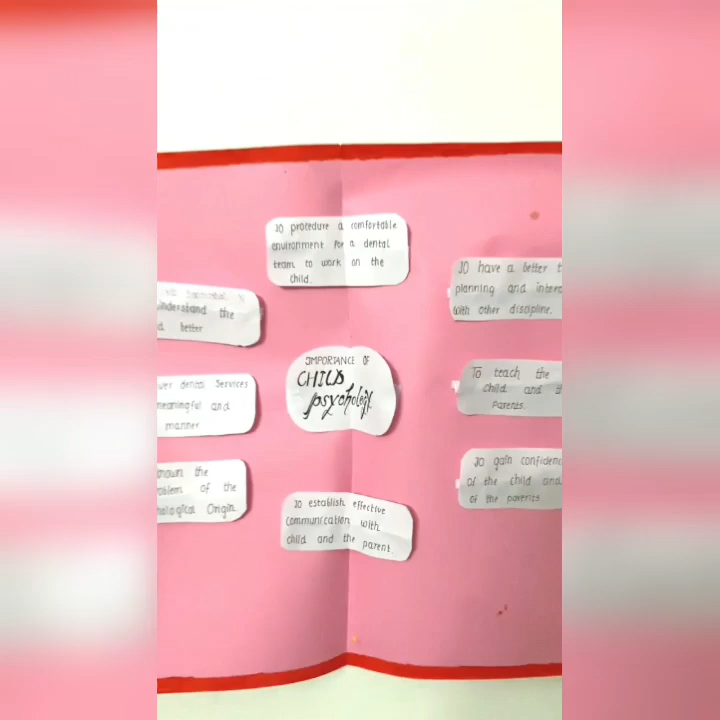 TO procedure a comfortable
environment for a dental
team to work on the
child.
understand the
better
dental services
meaningful and
manner
known the
of the
Origin
IMPORTANCE OF
CHILD
psychology.
TO establish effective
communication with
child and the parent.
TO have a better
planning and
with other discipline.
To teach the
child and
Parents.
TO gain
of the child and
of the parents